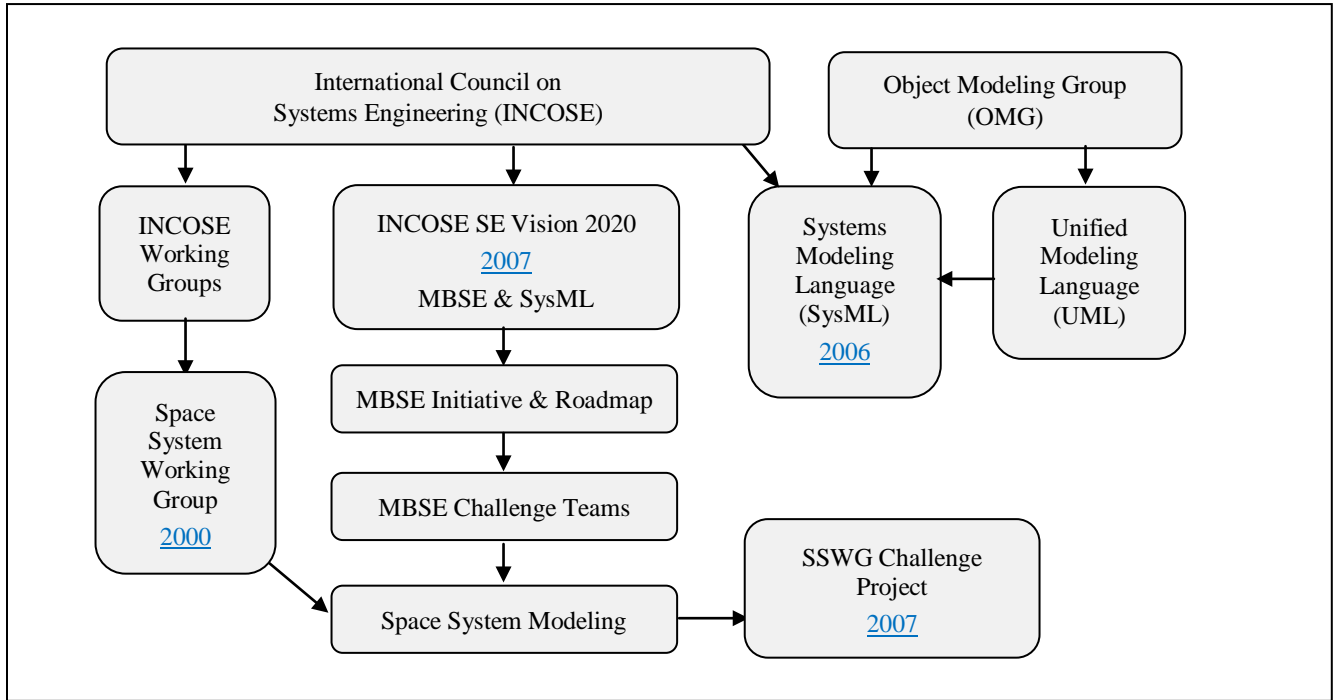 International Council on
Systems Engineering (INCOSE)
Object Modeling Group
(OMG)
INCOSE
Working
Groups
INCOSE SE Vision 2020
2007
MBSE & SysML
Systems
Modeling
Language
(SysML)
2006
Unified
Modeling
Language
(UML)
MBSE Initiative & Roadmap
Space
System
Working
Group
2000
MBSE Challenge Teams
Space System Modeling
SSWG Challenge
Project
2007